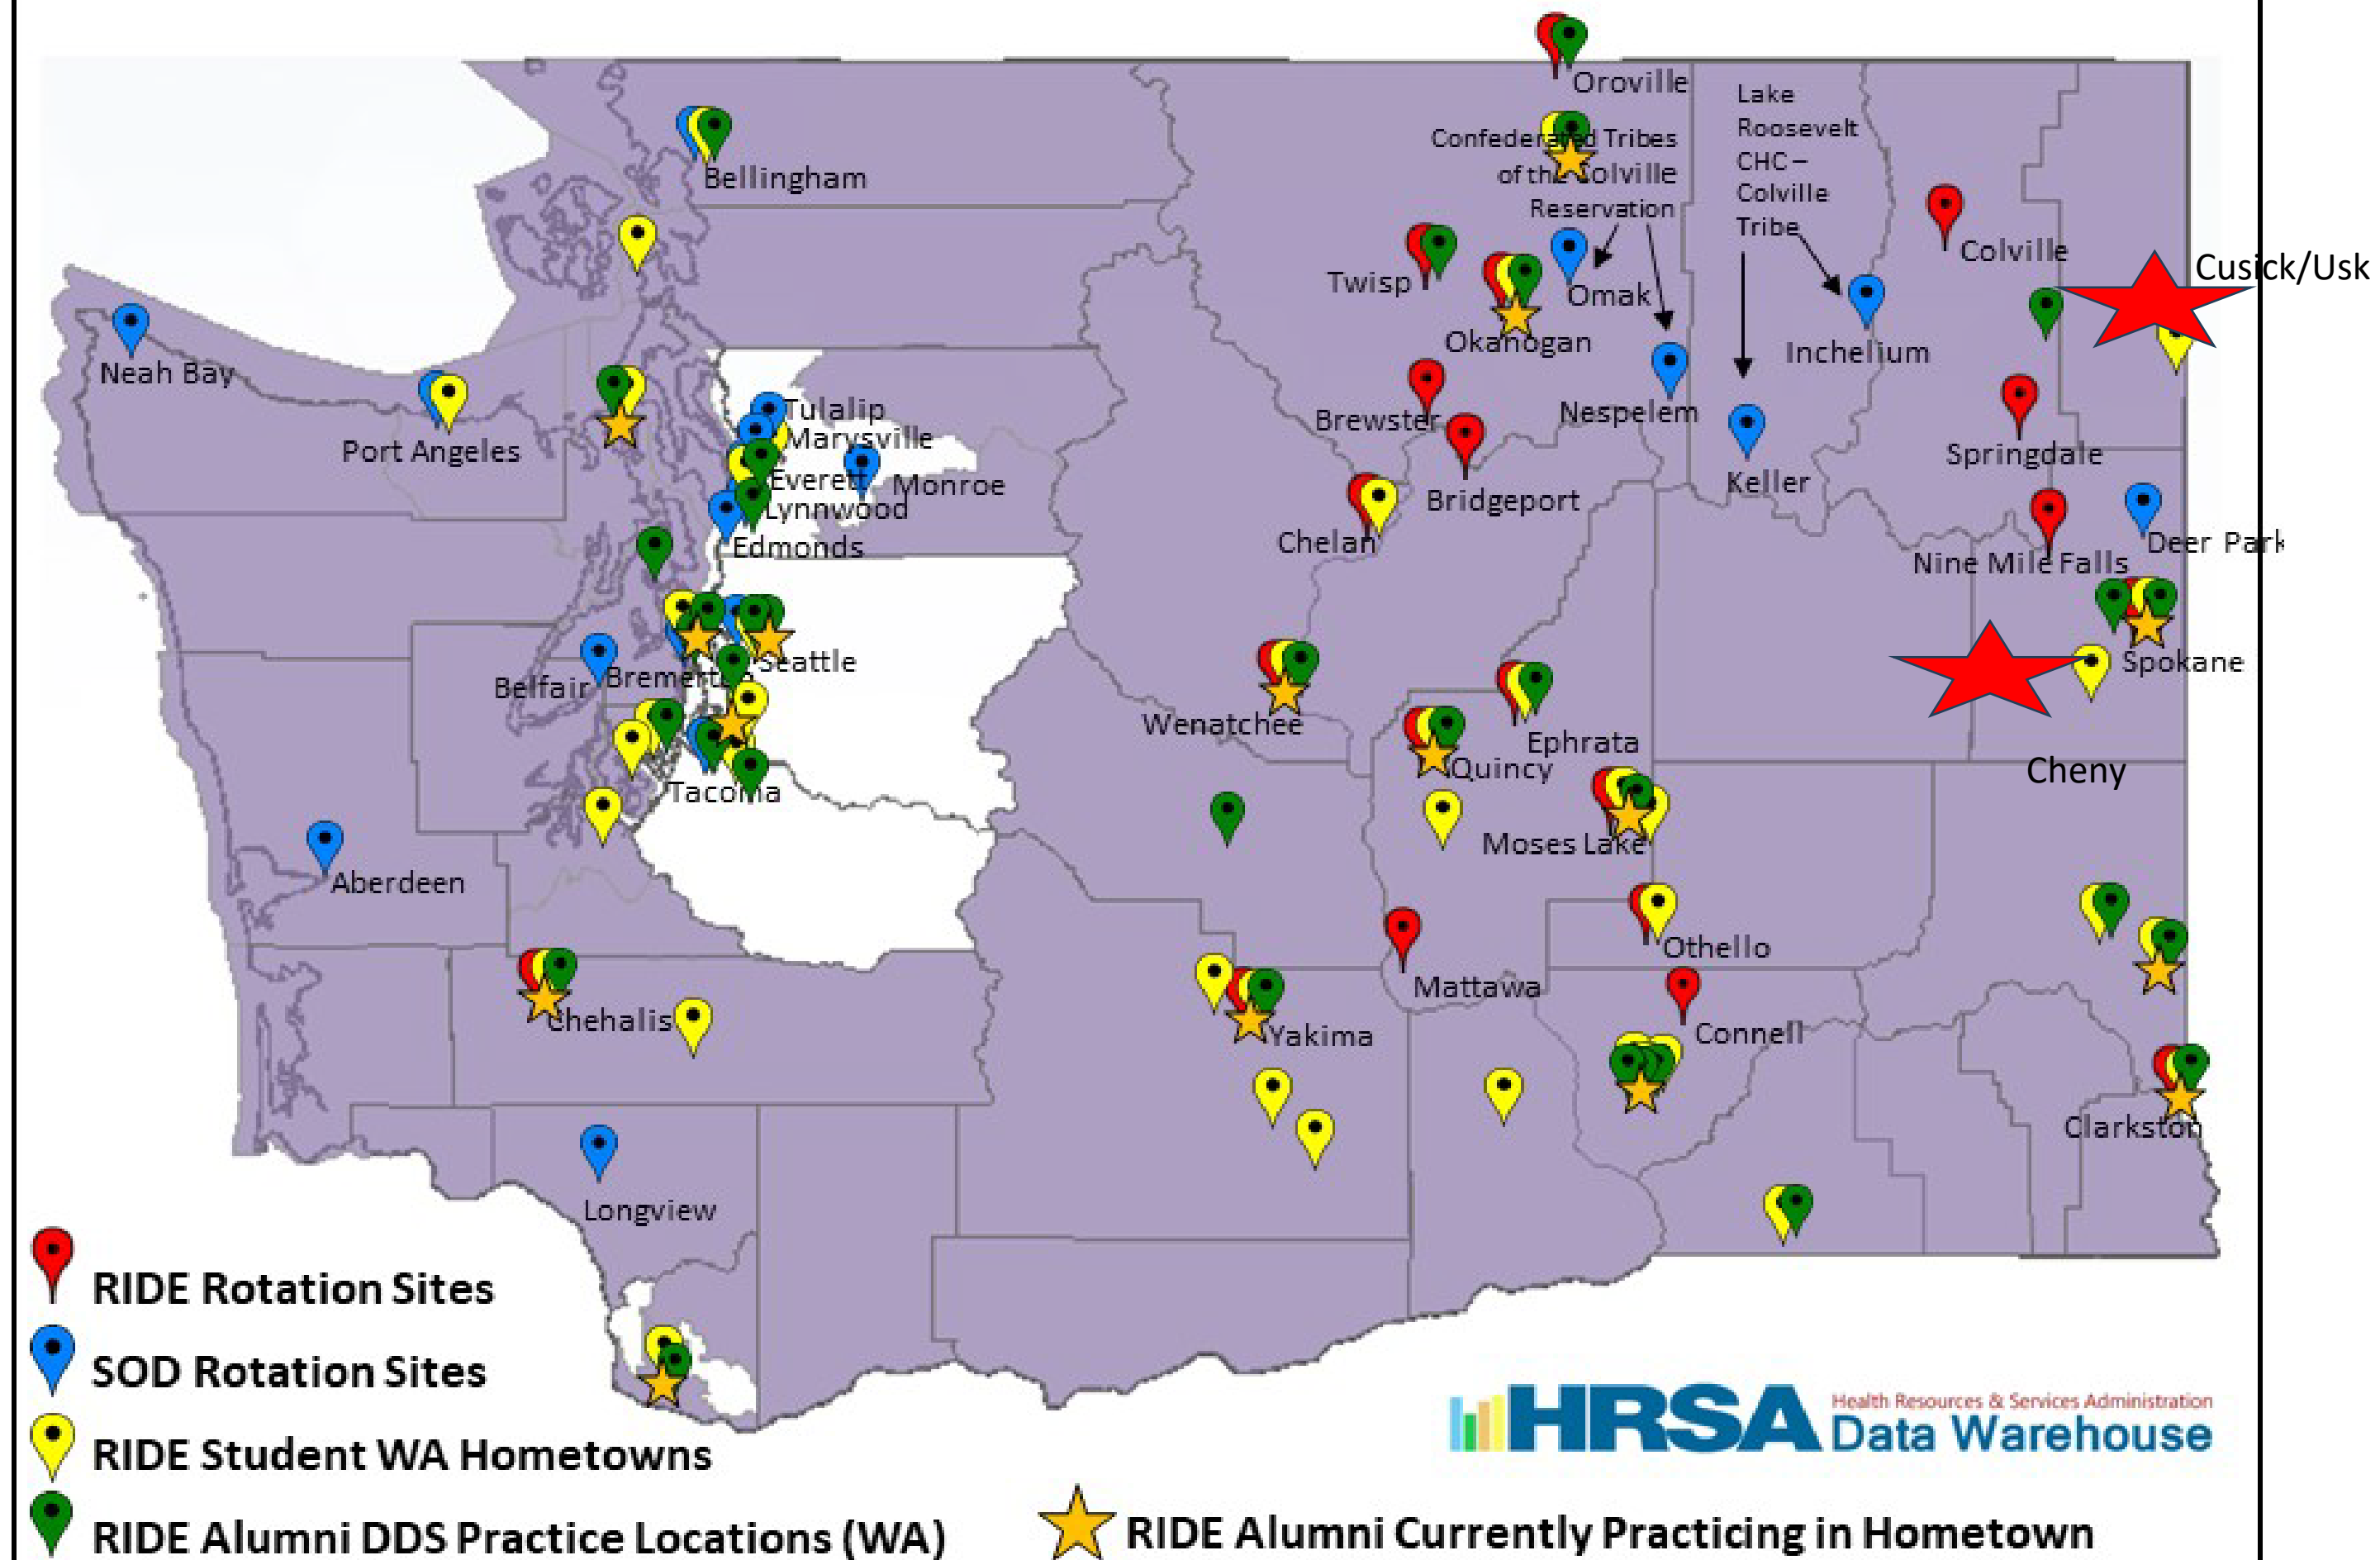 Oroville
Lake
Roosevelt
CHC –
Colville
Tribe
Confederated Tribes
of the Colville
Reservation
Bellingham
Colville
Cusick/Usk
Twisp
Omak
Okanogan
Inchelium
Neah Bay
Port Angeles
Tulalip
Marysville
Everett
Monroe
Lynnwood
Edmonds
Brewster
Nespelem
Bridgeport
Keller
Springdale
Chelan
Nine Mile Falls
Deer Park
Seattle
Bremerton
Belfair
Spokane
Wenatchee
Ephrata
Quincy
Cheny
Tacoma
Moses Lake
Aberdeen
Othello
Mattawa
Chehalis
Yakima
Connell
Clarkston
Longview
RIDE Rotation Sites
SOD Rotation Sites
RIDE Student WA Hometowns
RIDE Alumni DDS Practice Locations (WA)
RIDE Alumni Currently Practicing in Hometown
HRSA
Health Resources & Services Administration
Data Warehouse